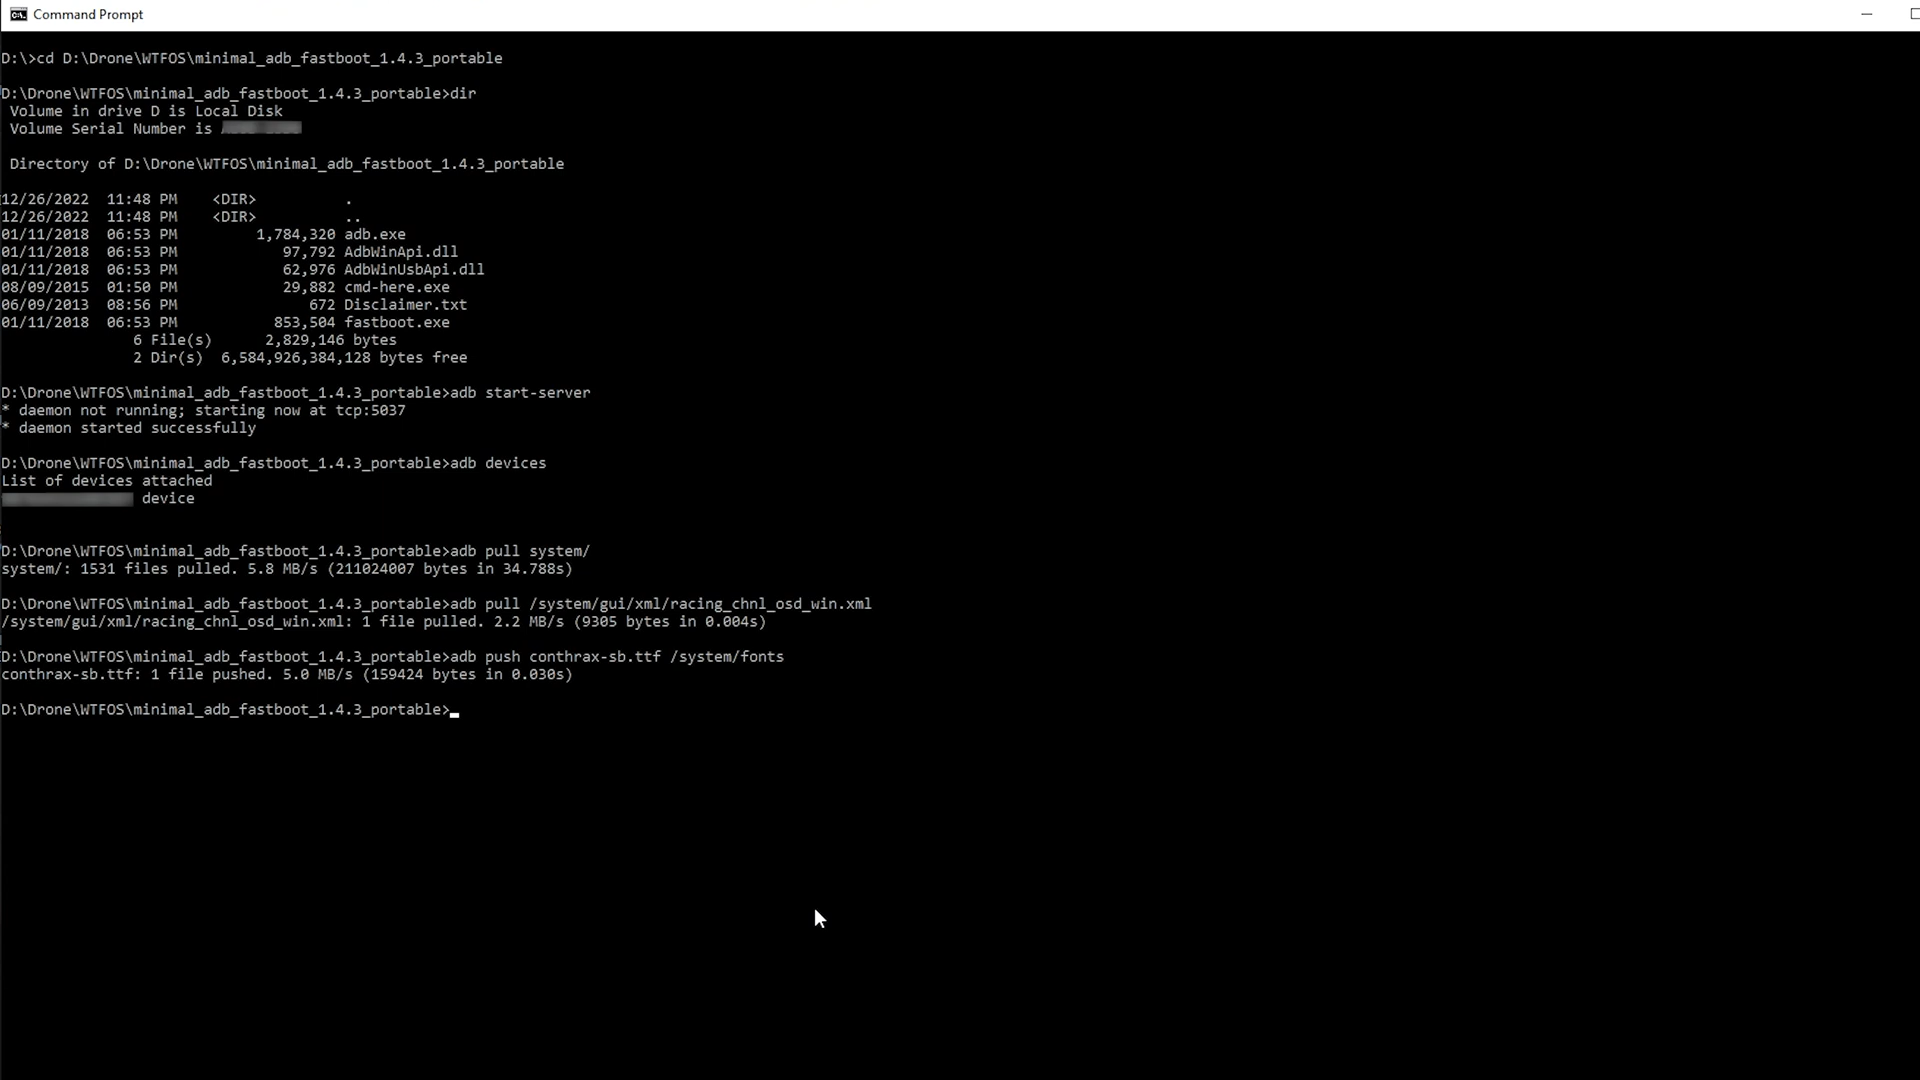 Command Prompt
D:\>cd D:\Drone\WTFOS\minimal_adb_fastboot_1.4.3_portable
D:\Drone\WTFOS\minimal_adb_fastboot_1.4.3_portable>dir
Volume in drive D is Local Disk
Volume Serial Number is
Directory of D:\Drone\WTFOS\minimal_adb_fastboot_1.4.3_portable
12/26/2022  11:48 PM    <DIR>          .
12/26/2022  11:48 PM    <DIR>          ..
01/11/2018  06:53 PM         1,784,320 adb.exe
01/11/2018  06:53 PM            97,792 AdbWinApi.dll
01/11/2018  06:53 PM            62,976 AdbWinUsbApi.dll
08/09/2015  01:50 PM            29,882 cmd-here.exe
06/09/2013  08:56 PM               672 Disclaimer.txt
01/11/2018  06:53 PM           853,504 fastboot.exe
6 File(s)      2,829,146 bytes
2 Dir(s)  6,584,926,384,128 bytes free
D:\Drone\WTFOS\minimal_adb_fastboot_1.4.3_portable>adb start-server
* daemon not running; starting now at tcp:5037
* daemon started successfully
D:\Drone\WTFOS\minimal_adb_fastboot_1.4.3_portable>adb devices
List of devices attached
device
D:\Drone\WTFOS\minimal_adb_fastboot_1.4.3_portable>adb pull system/
system/: 1531 files pulled. 5.8 MB/s (211024007 bytes in 34.788s)
D:\Drone\WTFOS\minimal_adb_fastboot_1.4.3_portable>adb pull /system/gui/xml/racing_chnl_osd_win.xml
/system/gui/xml/racing_chnl_osd_win.xml: 1 file pulled. 2.2 MB/s (9305 bytes in 0.004s)
D:\Drone\WTFOS\minimal_adb_fastboot_1.4.3_portable>adb push conthrax-sb.ttf /system/fonts
conthrax-sb.ttf: 1 file pushed. 5.0 MB/s (159424 bytes in 0.030s)
D:\Drone\WTFOS\minimal_adb_fastboot_1.4.3_portable>_